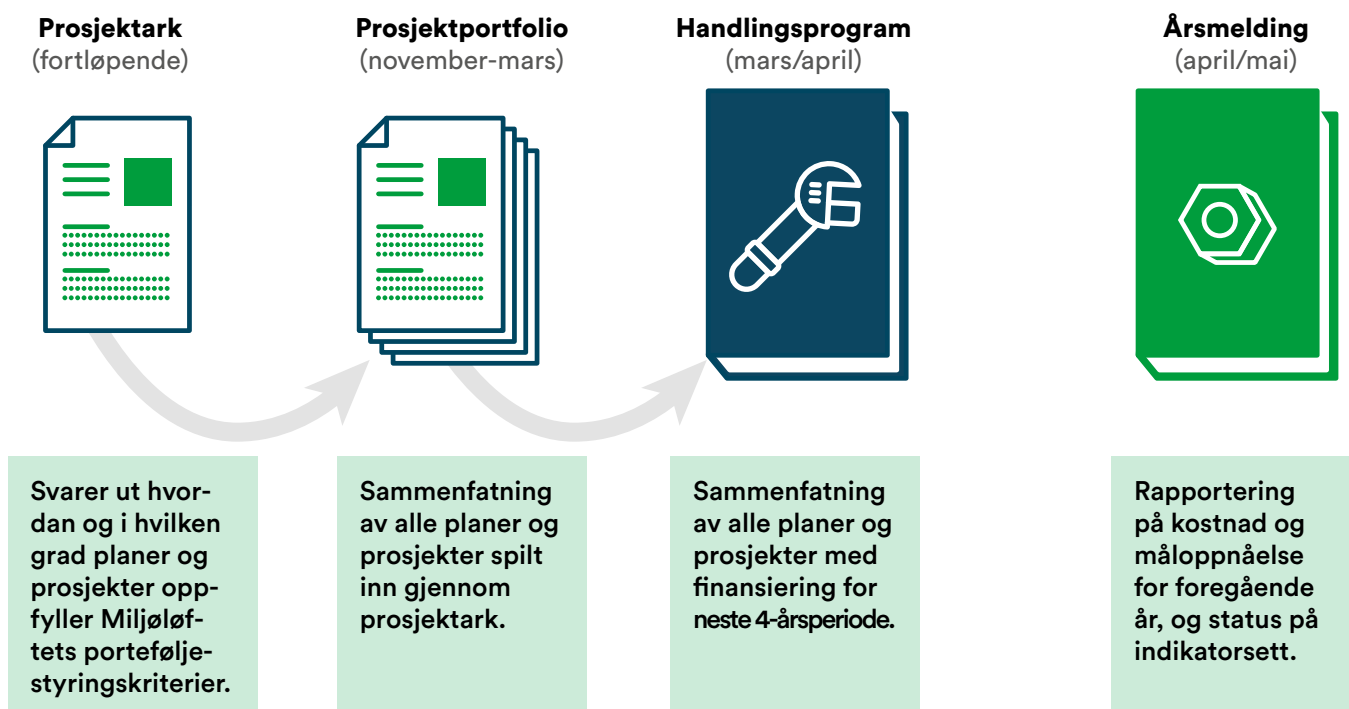 Prosjektark
(fortløpende)
Prosjektportfolio
(november-mars)
Handlingsprogram
(mars/april)
Årsmelding
(april/mai)
Svarer ut hvor-
dan og i hvilken
grad planer og
prosjekter opp-
fyller Miljøløf-
tets portefølje-
styringskriterier.
Sammenfatning
av alle planer og
prosjekter spilt
inn gjennom
prosjektark.
Sammenfatning
av alle planer og
prosjekter med
finansiering for
neste 4-årsperiode.
Rapportering
på kostnad og
måloppnåelse
for foregående
år, og status på
indikatorsett.